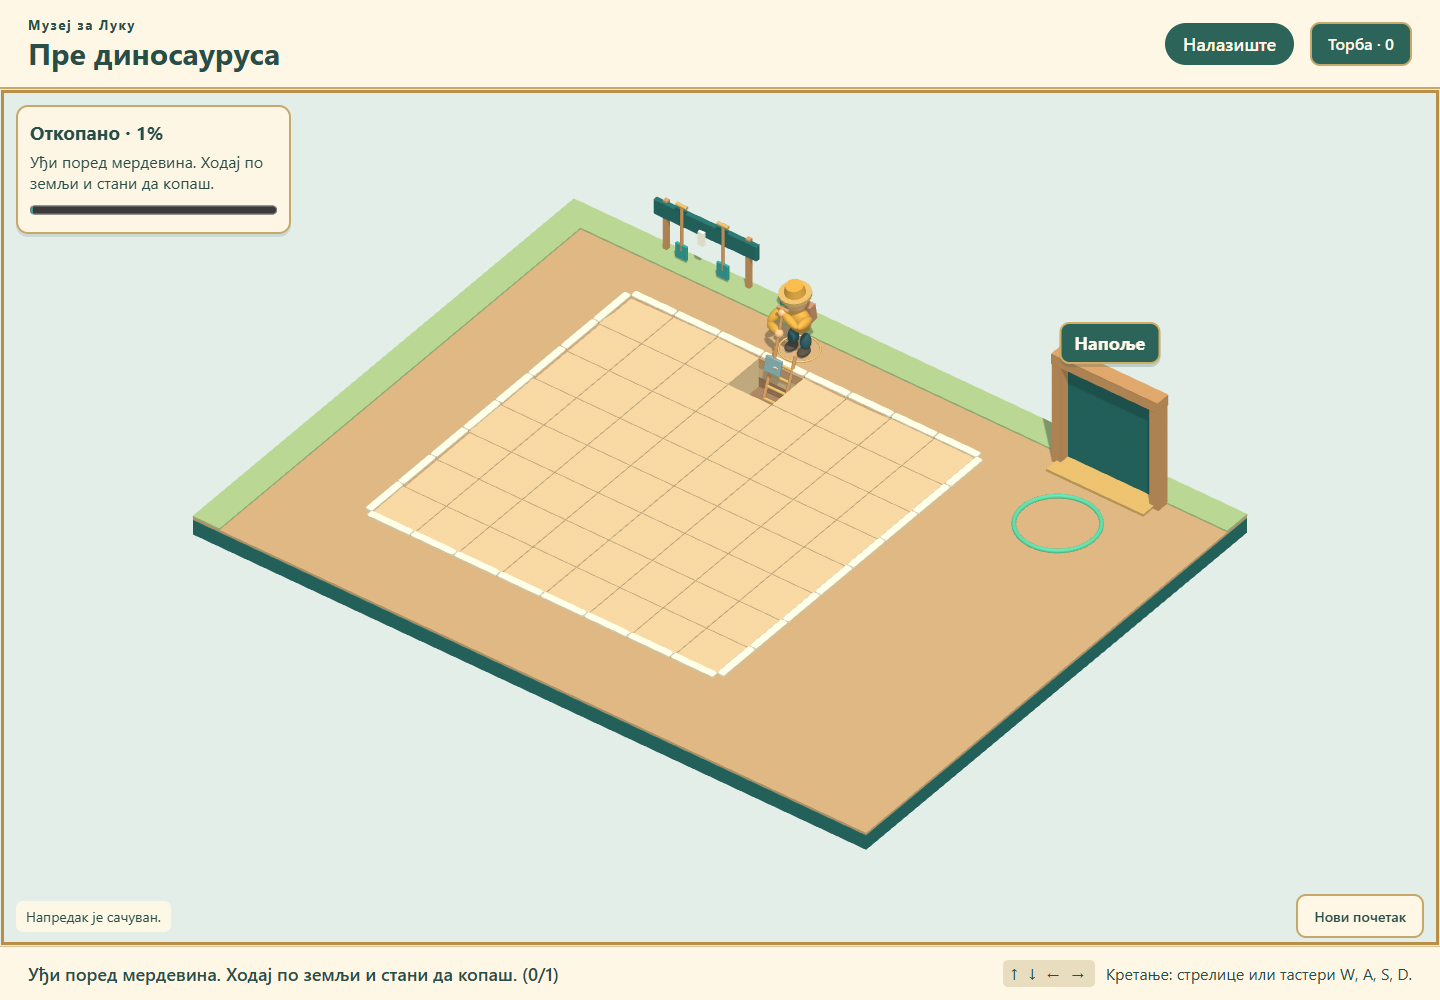 Музеј за Луку
Пре диносауруса
Налазиште
Торба · 0
Откопано · 1%
Уђи поред мердевина. Ходај по
земљи и стани да копаш.
Напоље
Напредак је сачуван.
Нови почетак
Уђи поред мердевина. Ходај по земљи и стани да копаш. (0/1)
↑ ↓ ← → Кретање: стрелице или тастери W, A, S, D.